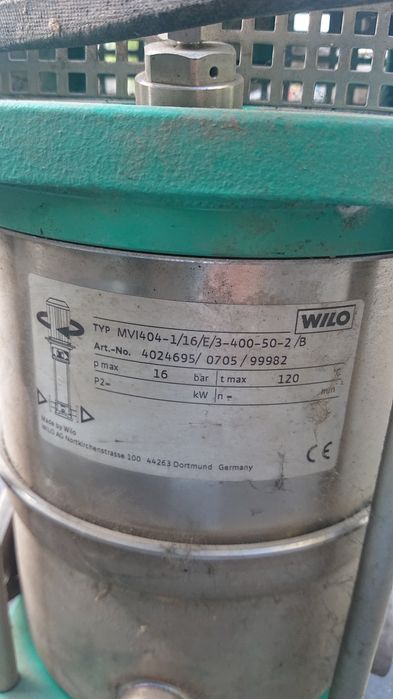 WILO
TYP MVI404-1/16/E/3-400-50-2/B
Art.-No. 4024695/ 0705 / 99982
p max 16 bar t max 120 °C
P2= kW n = min
Made by Wilo
WILO AG Nortkirchenstrasse 100 44263 Dortmund Germany
CE